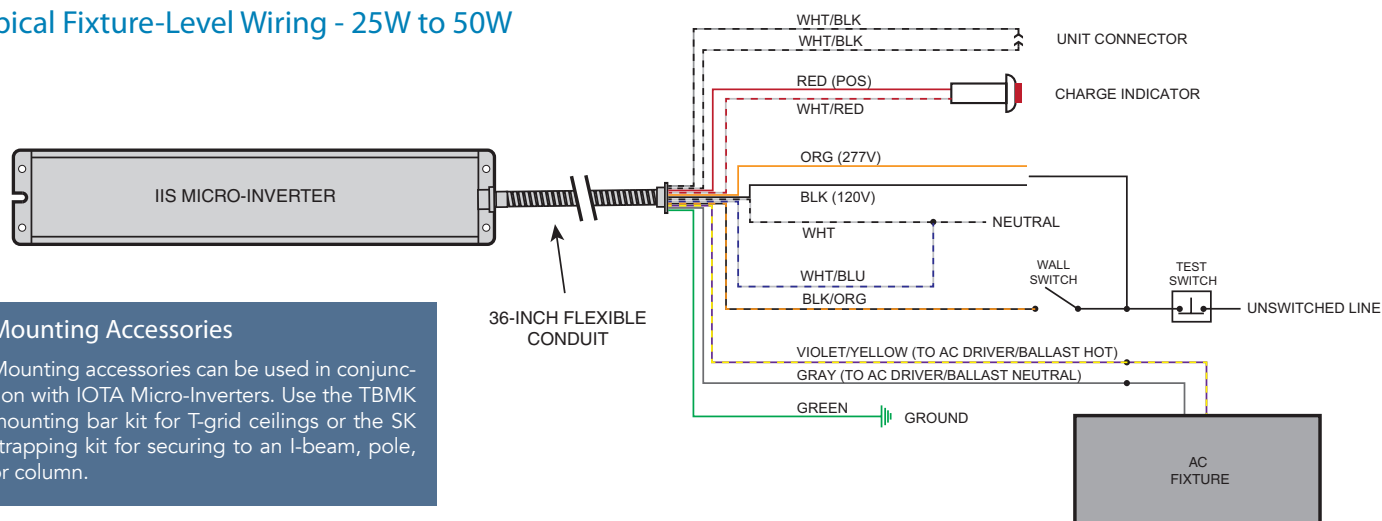 pical Fixture-Level Wiring - 25W to 50W
WHT/BLK
WHT/BLK
UNIT CONNECTOR
RED (POS)
WHT/RED
CHARGE INDICATOR
ORG (277V)
IIS MICRO-INVERTER
BLK (120V)
WHT
NEUTRAL
WHT/BLU
WALL
SWITCH
TEST
SWITCH
BLK/ORG
UNSWITCHED LINE
36-INCH FLEXIBLE
CONDUIT
VIOLET/YELLOW (TO AC DRIVER/BALLAST HOT)
GRAY (TO AC DRIVER/BALLAST NEUTRAL)
GREEN
GROUND
AC
FIXTURE
Mounting Accessories
Mounting accessories can be used in conjunc-
on with IOTA Micro-Inverters. Use the TBMK
mounting bar kit for T-grid ceilings or the SK
trapping kit for securing to an I-beam, pole,
or column.